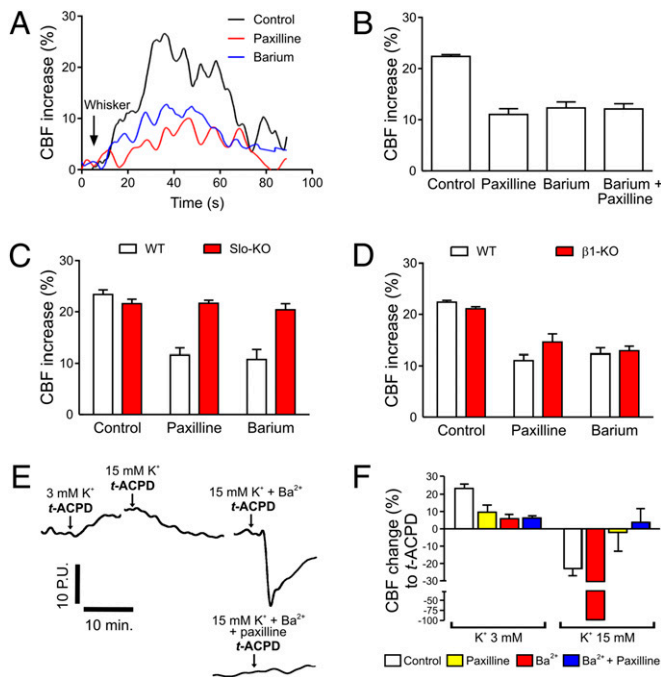 A
CBF increase (%)
30
20
10
0
Control
Paxilline
Barium
Whisker
0 20 40 60 80 100
Time (s)
B
CBF increase (%)
30
20
10
0
Control Paxilline Barium Barium +
Paxilline
C
WT Slo-KO
CBF increase (%)
30
20
10
0
Control Paxilline Barium
D
WT β1-KO
CBF increase (%)
30
20
10
0
Control Paxilline Barium
E
3 mM K⁺
t-ACPD
15 mM K⁺
t-ACPD
15 mM K⁺ + Ba²⁺
t-ACPD
10 P.U.
10 min.
15 mM K⁺ + Ba²⁺
+ paxilline
t-ACPD
F
CBF change (%)
to t-ACPD
30
20
10
0
-10
-20
-30
-50
-75
-100
K⁺ 3 mM K⁺ 15 mM
Control Paxilline Ba²⁺ Ba²⁺ + Paxilline